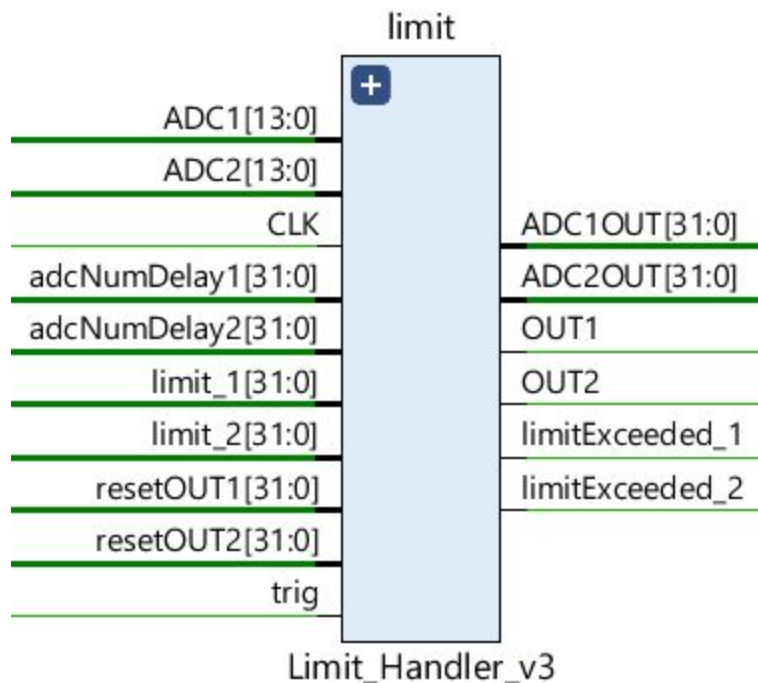 limit
ADC1[13:0]
ADC2[13:0]
CLK
adcNumDelay1[31:0]
adcNumDelay2[31:0]
limit_1[31:0]
limit_2[31:0]
resetOUT1[31:0]
resetOUT2[31:0]
trig
ADC1OUT[31:0]
ADC2OUT[31:0]
OUT1
OUT2
limitExceeded_1
limitExceeded_2
Limit_Handler_v3